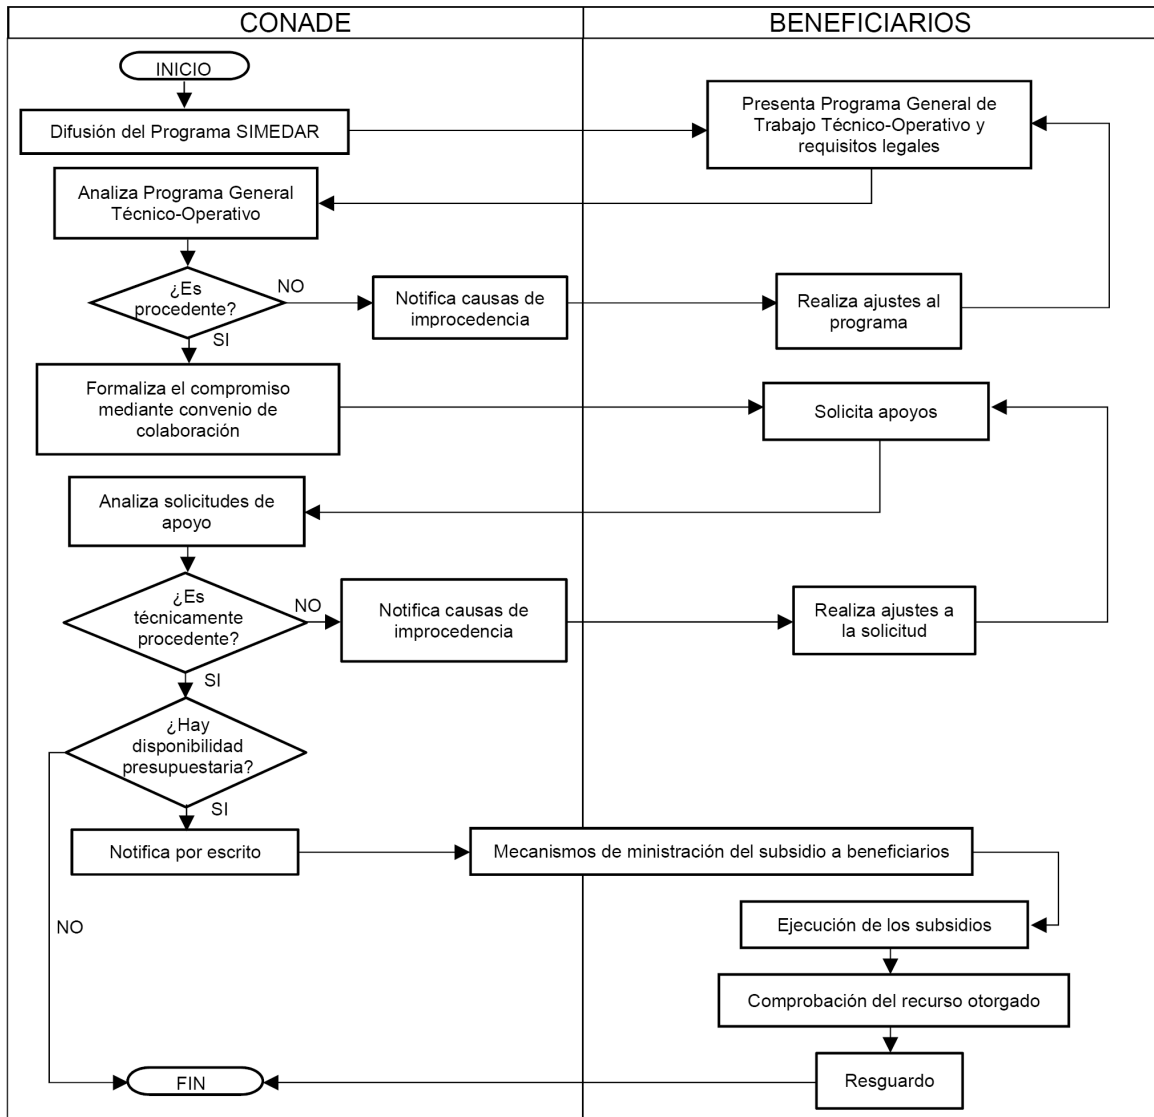 CONADE
BENEFICIARIOS
INICIO
Difusión del Programa SIMEDAR
Presenta Programa General de
Trabajo Técnico-Operativo y
requisitos legales
Analiza Programa General
Técnico-Operativo
¿Es
procedente?
NO
SI
Notifica causas de
improcedencia
Realiza ajustes al
programa
Formaliza el compromiso
mediante convenio de
colaboración
Solicita apoyos
Analiza solicitudes de
apoyo
¿Es
técnicamente
procedente?
NO
SI
Notifica causas de
improcedencia
Realiza ajustes a
la solicitud
¿Hay
disponibilidad
presupuestaria?
SI
NO
Notifica por escrito
Mecanismos de ministración del subsidio a beneficiarios
Ejecución de los subsidios
Comprobación del recurso otorgado
Resguardo
FIN